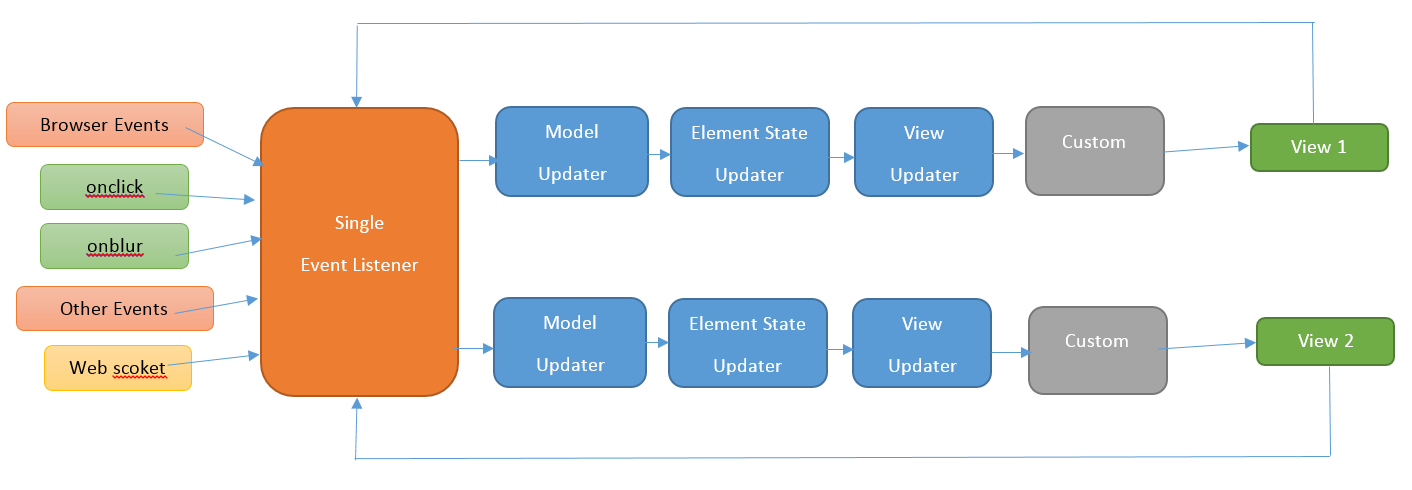 Browser Events
onclick
onblur
Other Events
Web scoket
Single
Event Listener
Model
Updater
Element State
Updater
View
Updater
Custom
View 1
Model
Updater
Element State
Updater
View
Updater
Custom
View 2